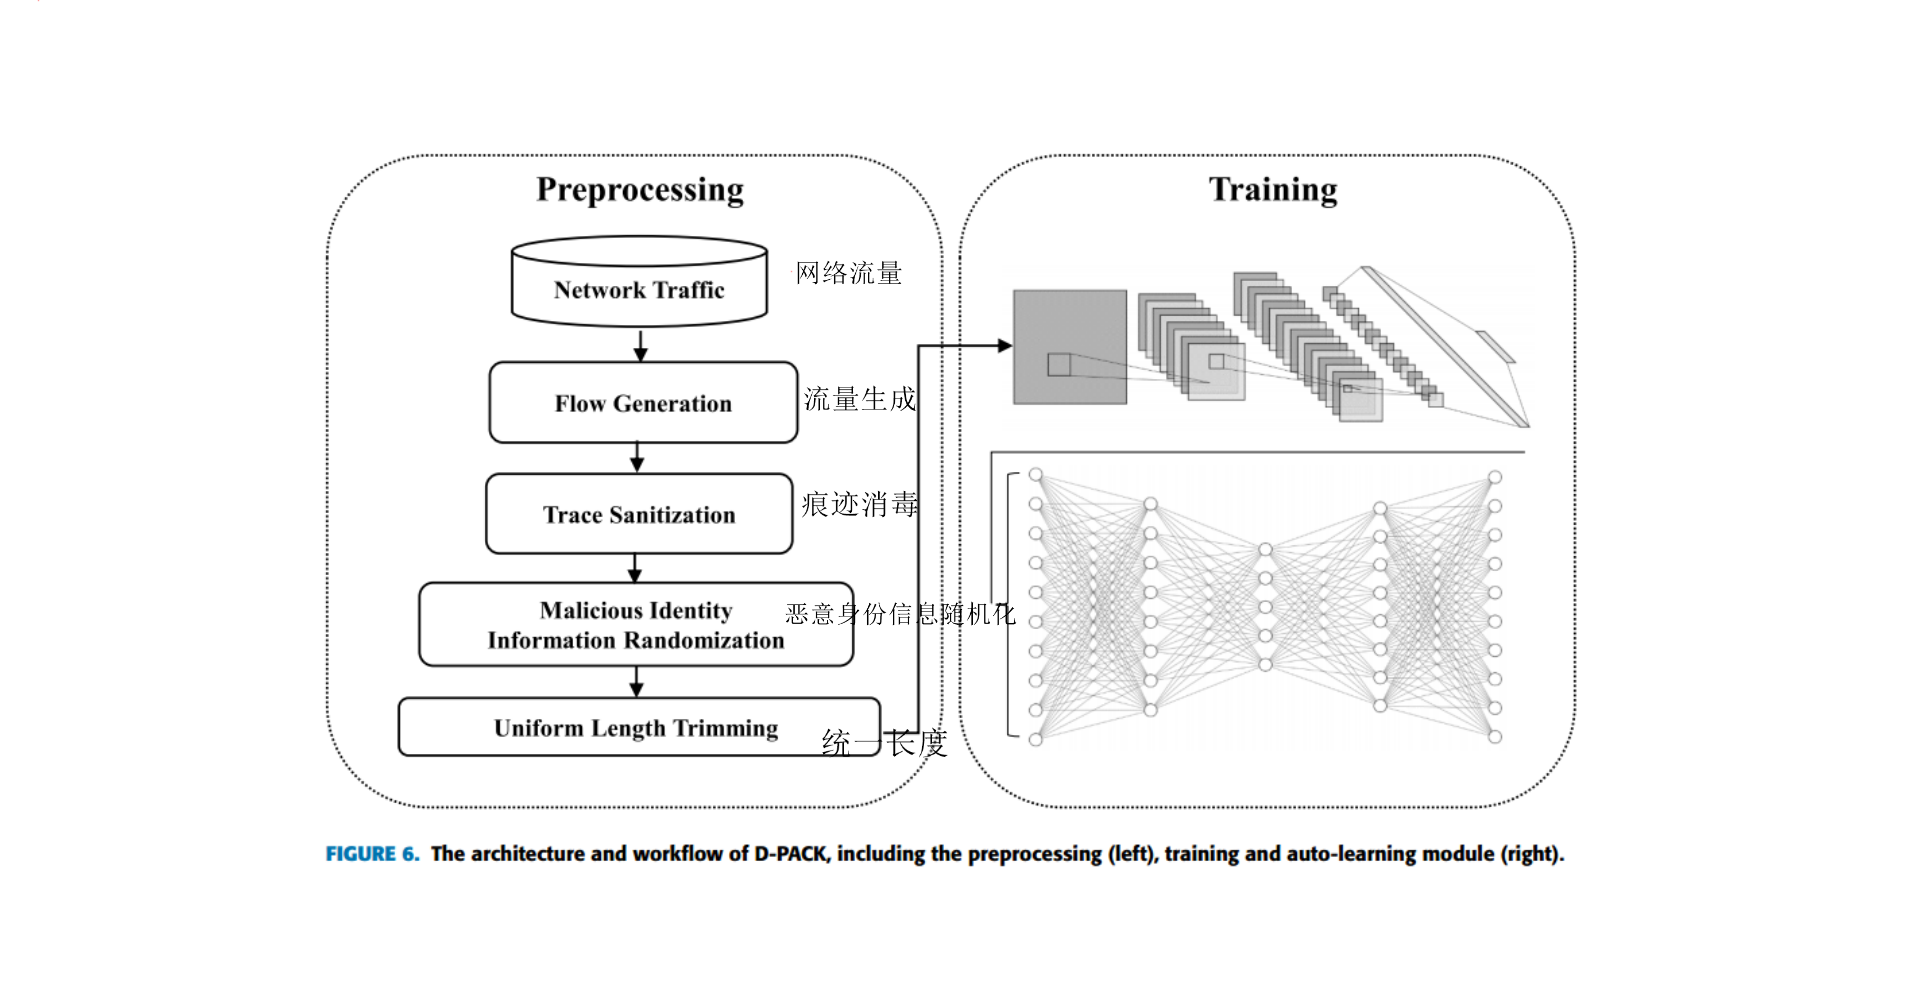 Preprocessing
Network Traffic
网络流量
Flow Generation
流量生成
Trace Sanitization
痕迹消毒
Malicious Identity
Information Randomization
恶意身份信息随机化
Uniform Length Trimming
统一长度
Training
FIGURE 6. The architecture and workflow of D-PACK, including the preprocessing (left), training and auto-learning module (right).